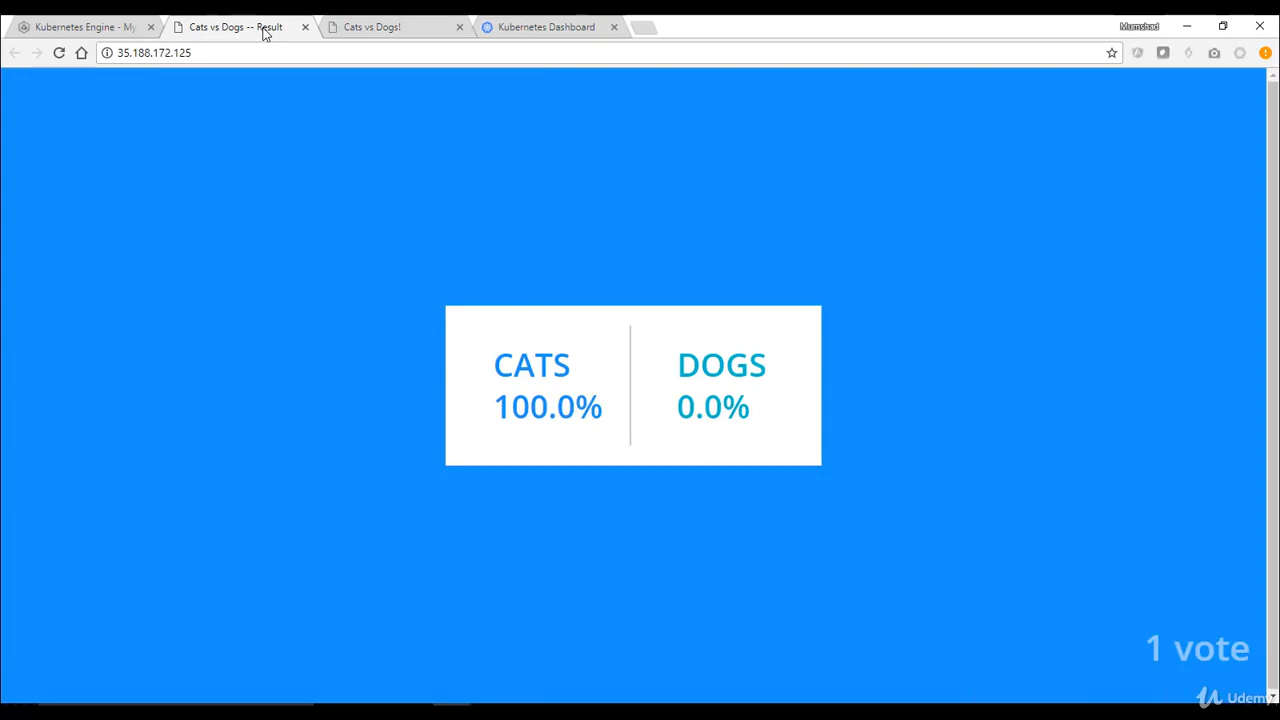 Kubernetes Engine - My
Cats vs Dogs -- Result
Cats vs Dogs!
Kubernetes Dashboard
Mumshad
35.188.172.125
CATS
100.0%
DOGS
0.0%
1 vote
Udemy